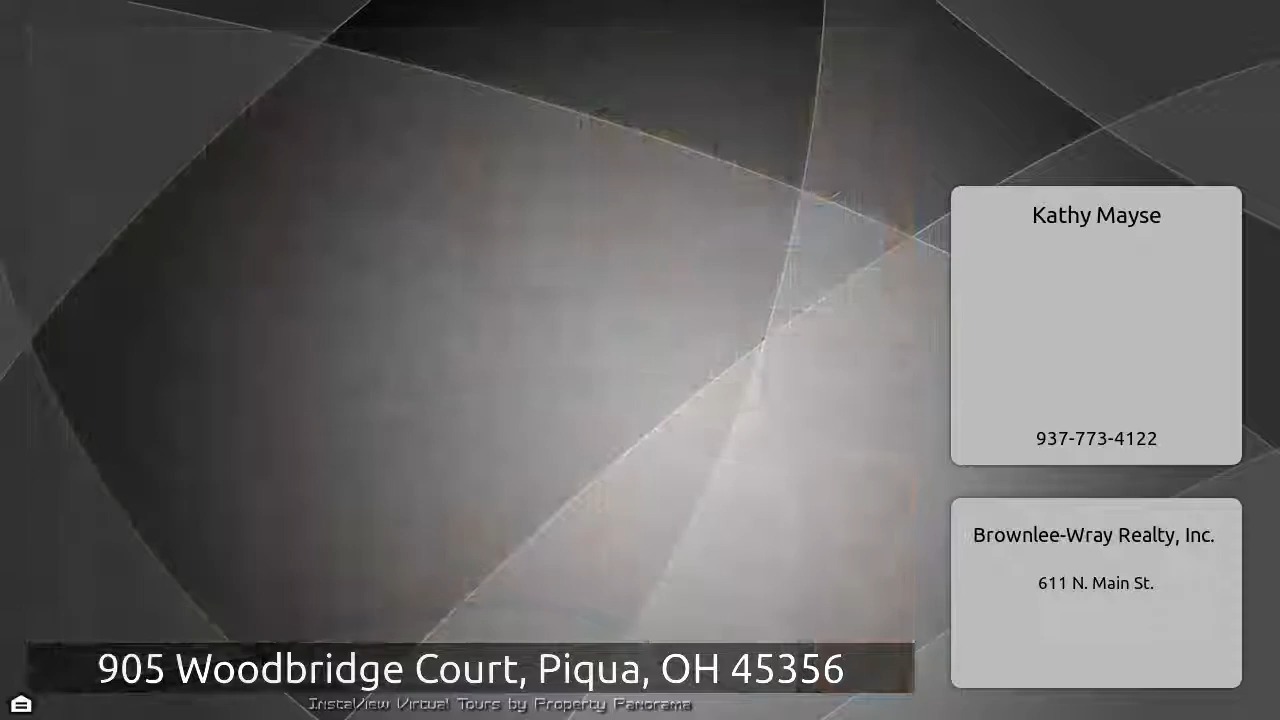 Kathy Mayse
937-773-4122
Brownlee-Wray Realty, Inc.
611 N. Main St.
905 Woodbridge Court, Piqua, OH 45356
InstaView Virtual Tours by Property Panorama